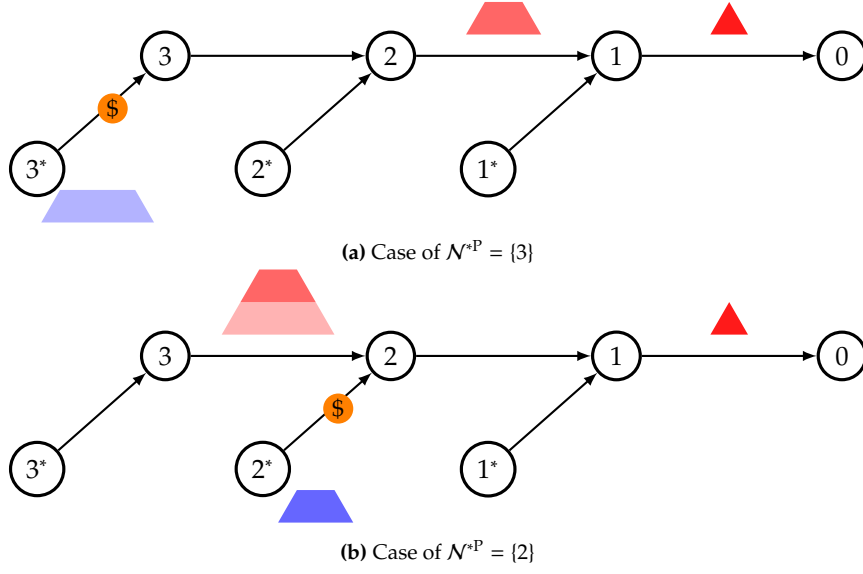 3 2 1 0
$
3* 2* 1*
(a) Case of 𝒩*ᴾ = {3}
3 2 1 0
$
3* 2* 1*
(b) Case of 𝒩*ᴾ = {2}